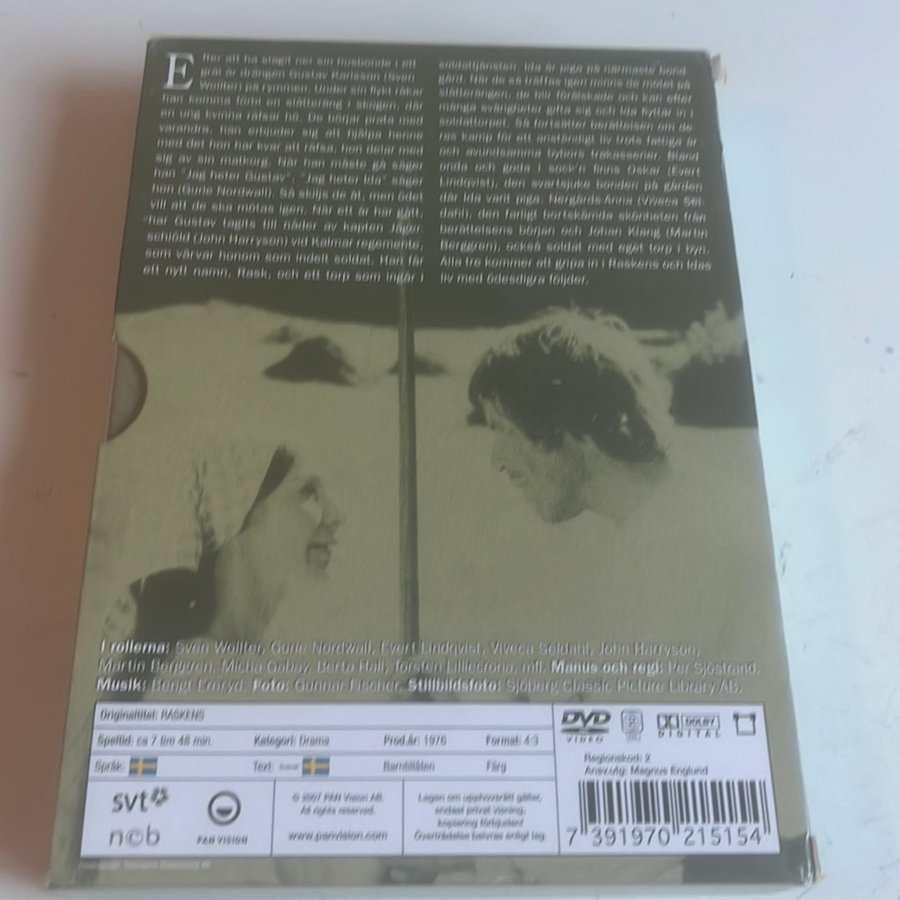 Efter att ha slagit ner sin husbonde i ett
gräl är drängen Gustav Karlsson (Sven
Wollter) på rymmen. Under sin flykt råkar
han komma förbi en slåtteräng i skogen, där
en ung kvinna räfsar hö. De börjar prata med
varandra, han erbjuder sig att hjälpa henne
med det hon har kvar att räfsa, hon delar med
sig av sin matkorg. När han måste gå säger
han "Jag heter Gustav", "Jag heter Ida" säger
hon (Gurie Nordwall). Så skiljs de åt, men ödet
vill att de ska mötas igen. När ett år har gått,
har Gustav tagits till nåder av kapten Jäger
schiöld (John Harryson) vid Kalmar regemente,
som värvar honom som indelt soldat. Han får
ett nytt namn, Rask, och ett torp som ingår i
soldattjänsten. Ida är piga på närmaste bond
gård. När de så träffas igen minns de mötet på
slåtterängen, de blir förälskade och kan efter
många svårigheter gifta sig och Ida flyttar in i
soldattorpet. Så fortsätter berättelsen om de
ras kamp för ett anständigt liv trots fattiga år
och avundsamma bybors trakasserier. Bland
onda och goda i sock'n finns Oskar (Evert
Lindqvist), den svartsjuke bonden på gården
där Ida varit piga, Nergårds-Anna (Viveca Sel
dahl), den farligt bortskämda skönheten från
berättelsens början och Johan Klang (Martin
Berggren), också soldat med eget torp i byn.
Alla tre kommer att gripa in i Raskens och Idas
liv med ödesdigra följder.
I rollerna: Sven Wollter, Gurie Nordwall, Evert Lindqvist, Viveca Seldahl, John Harryson,
Martin Berggren, Micha Gabay, Berta Hall, Torsten Lilliecrona, mfl. Manus och regi: Per Sjöstrand.
Musik: Bengt Ernryd. Foto: Gunnar Fischer. Stillbildsfoto: Sjöberg Classic Picture Library AB.
Originaltitel: RASKENS
Speltid: ca 7 tim 48 min. Kategori: Drama Prod.år: 1976 Format: 4:3
Språk: Text: Barntillåten Färg
svt
ncb
PAN VISION
© 2007 PAN Vision AB.
All rights reserved.
www.panvision.com
Lagen om upphovsrätt gäller,
endast privat visning,
kopiering förbjuden!
Överträdelse beivras enligt lag.
DVD
VIDEO
DOLBY
DIGITAL
Regionskod: 2
Ansv.utg: Magnus Englund
7 391970 215154